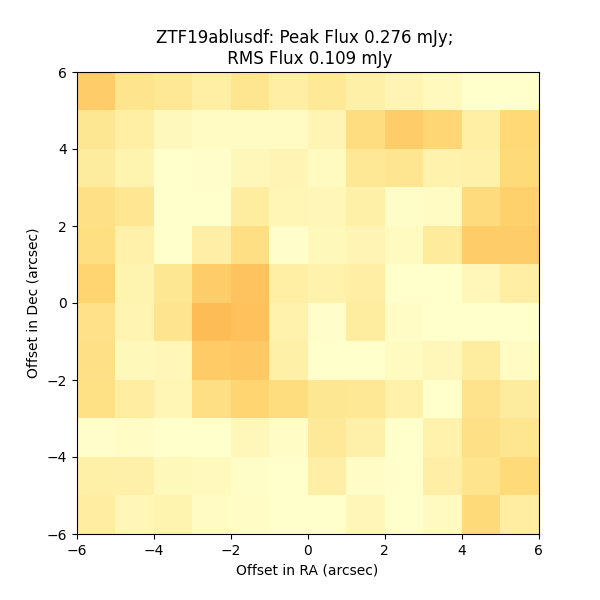 ZTF19ablusdf: Peak Flux 0.276 mJy;
RMS Flux 0.109 mJy
6
4
2
0
−2
−4
−6
Offset in Dec (arcsec)
−6 −4 −2 0 2 4 6
Offset in RA (arcsec)